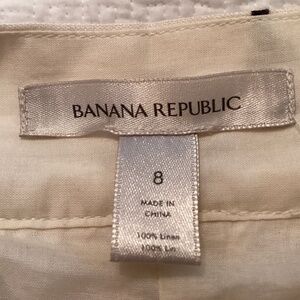 BANANA REPUBLIC
8
MADE IN
CHINA
100% Linen
100% Lin